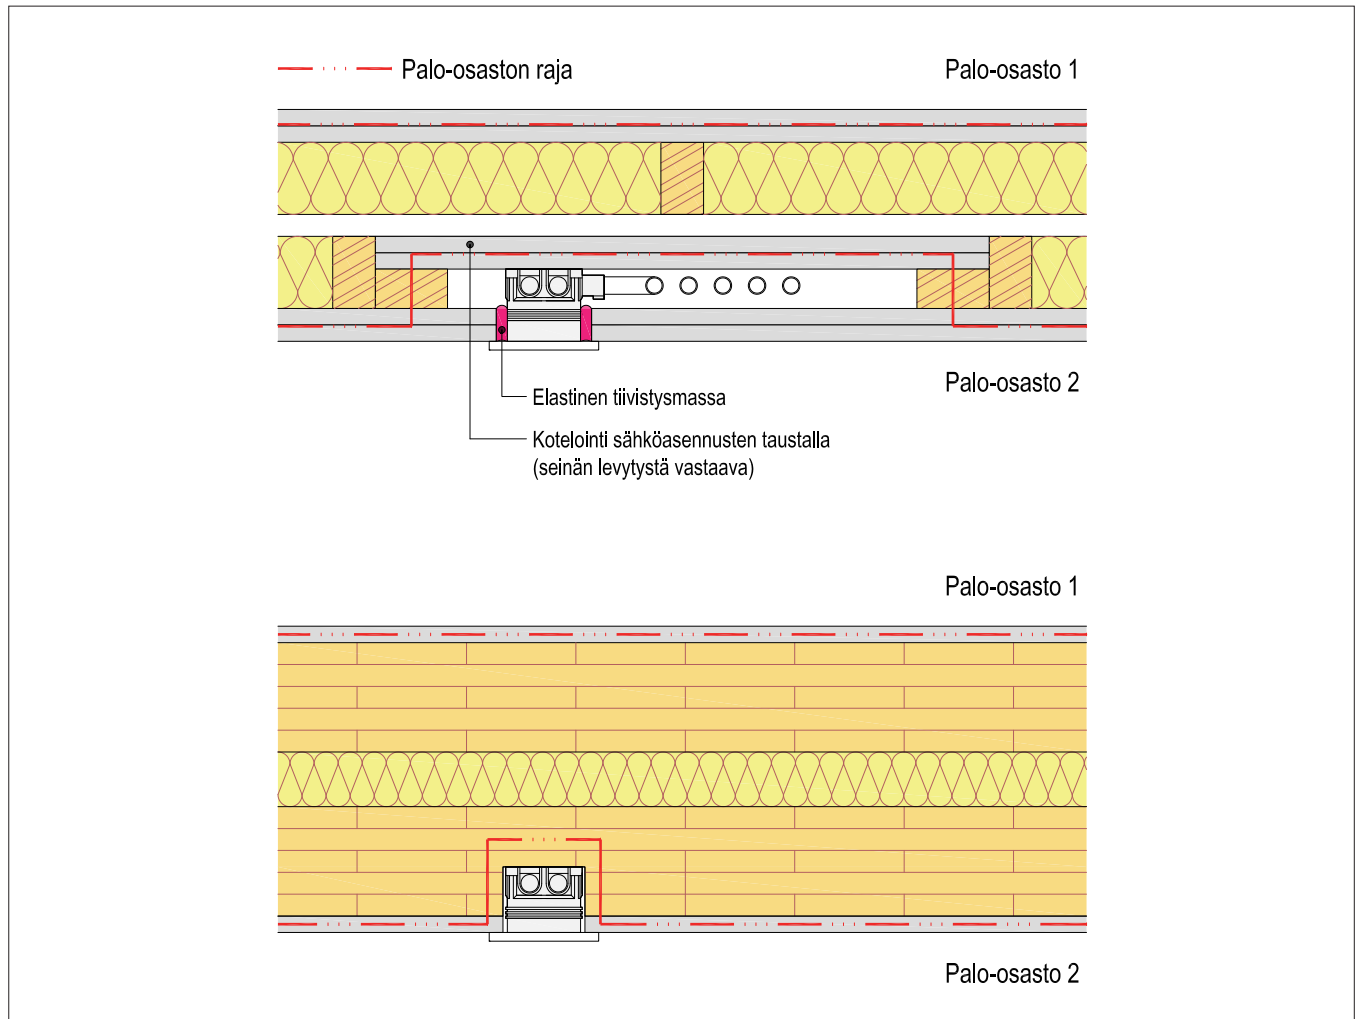 Palo-osaston raja
Palo-osasto 1
Palo-osasto 2
Elastinen tiivistysmassa
Kotelointi sähköasennusten taustalla
(seinän levytystä vastaava)
Palo-osasto 1
Palo-osasto 2